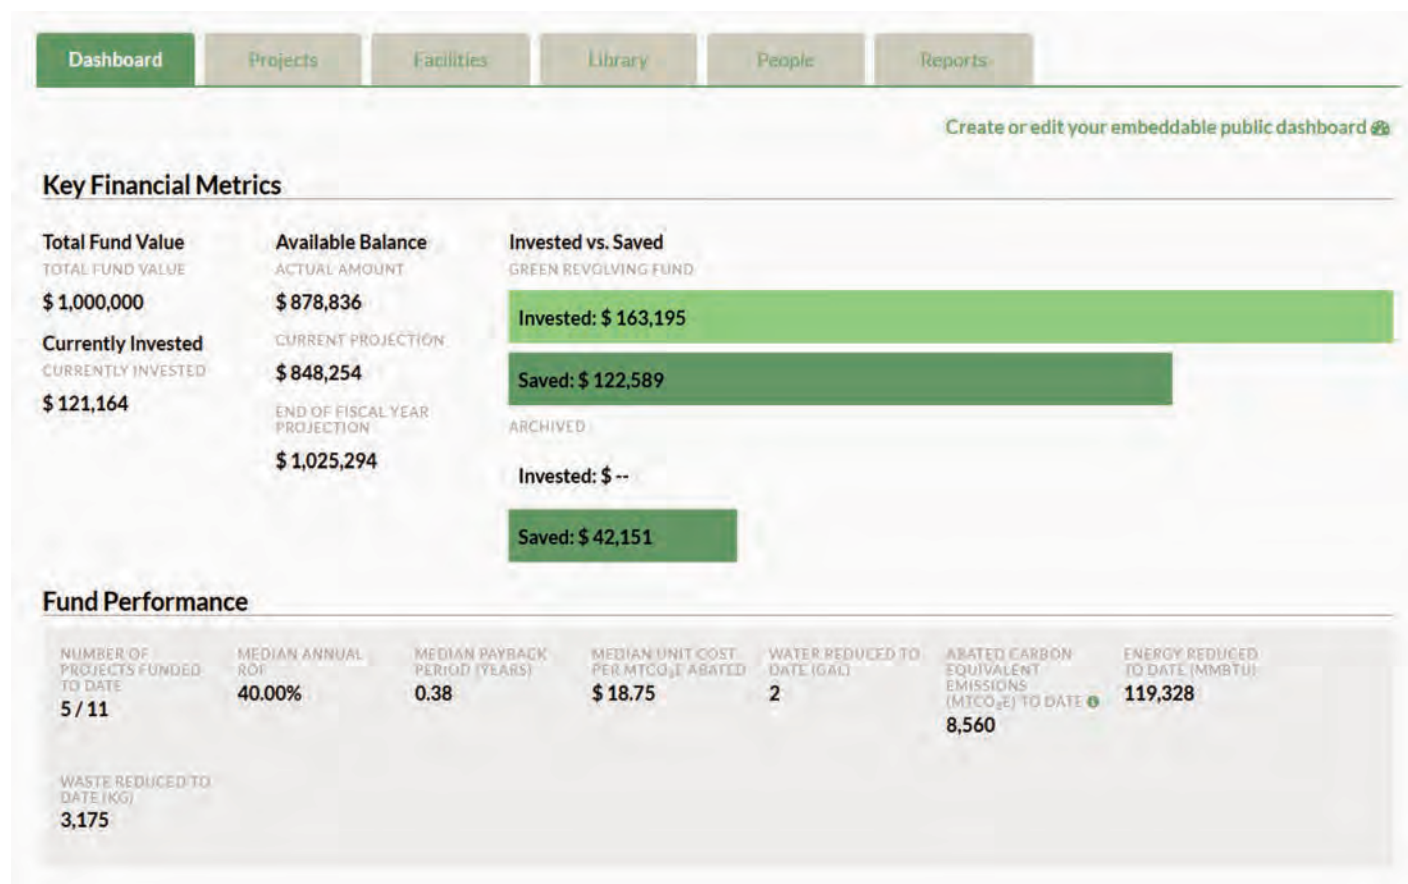 Dashboard
Projects
Facilities
Library
People
Reports
Create or edit your embeddable public dashboard
Key Financial Metrics
Total Fund Value
TOTAL FUND VALUE
$ 1,000,000
Currently Invested
CURRENTLY INVESTED
$ 121,164
Available Balance
ACTUAL AMOUNT
$ 878,836
CURRENT PROJECTION
$ 848,254
END OF FISCAL YEAR
PROJECTION
$ 1,025,294
Invested vs. Saved
GREEN REVOLVING FUND
Invested: $ 163,195
Saved: $ 122,589
ARCHIVED
Invested: $ --
Saved: $ 42,151
Fund Performance
NUMBER OF
PROJECTS FUNDED
TO DATE
5 / 11
MEDIAN ANNUAL
ROI
40.00%
MEDIAN PAYBACK
PERIOD (YEARS)
0.38
MEDIAN UNIT COST
PER MTCO₂E ABATED
$ 18.75
WATER REDUCED TO
DATE (GAL)
2
ABATED CARBON
EQUIVALENT
EMISSIONS
(MTCO₂E) TO DATE
8,560
ENERGY REDUCED
TO DATE (MMBTU)
119,328
WASTE REDUCED TO
DATE (KG)
3,175